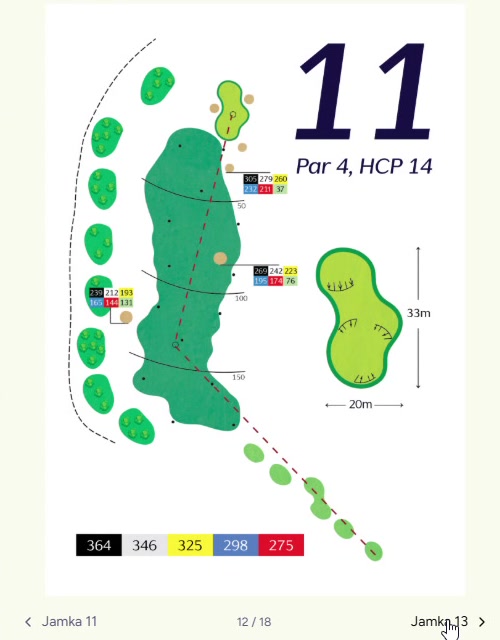 11
Par 4, HCP 14
305 279 260
232 211 37
50
269 242 223
195 174 76
239 212 193
165 144 131
100
33m
150
20m
364 346 325 298 275
Jamka 11
12 / 18
Jamka 13